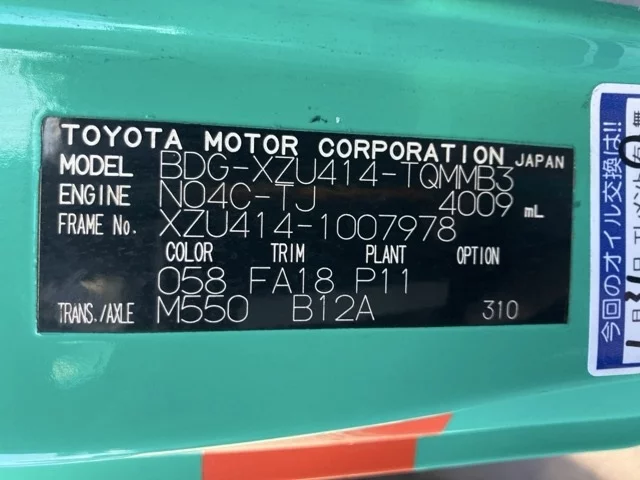 TOYOTA MOTOR CORPORATION JAPAN
MODEL BDG-XZU414-TQMMB3
ENGINE N04C-TJ 4009 mL
FRAME No. XZU414-1007978
COLOR TRIM PLANT OPTION
058 FA18 P11
TRANS./AXLE M550 B12A 310
今回のオイル交換は!!